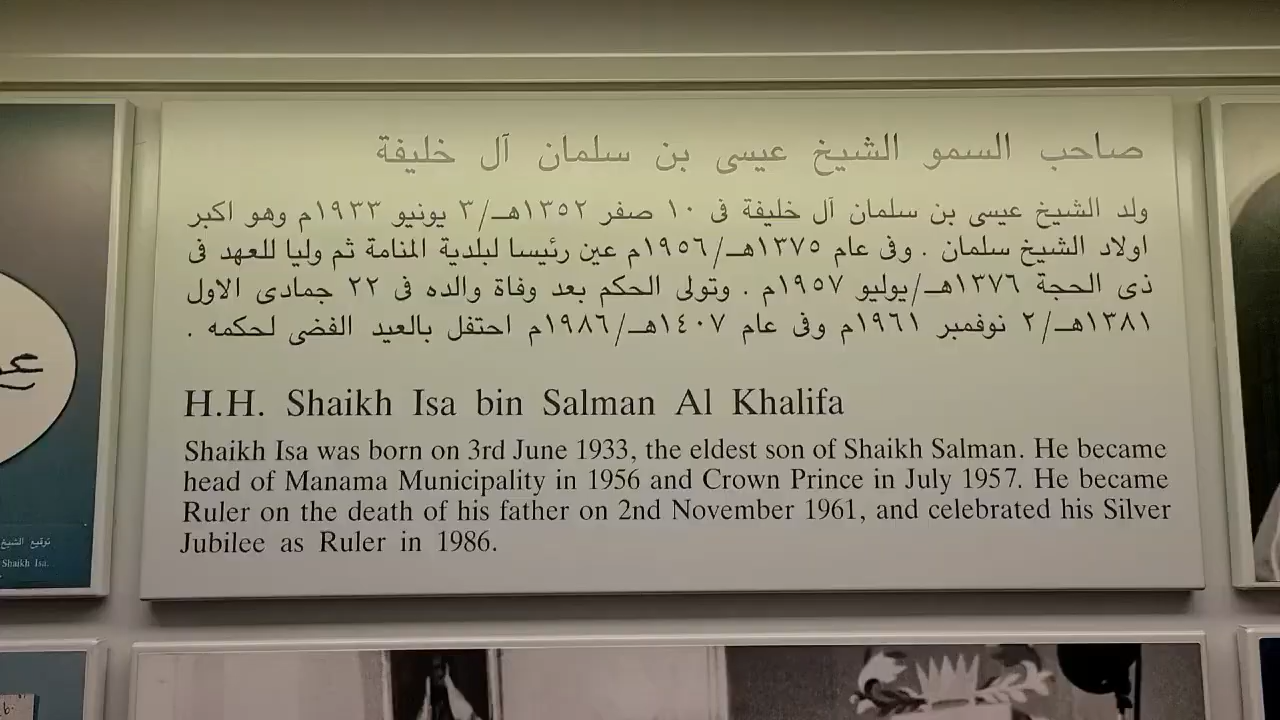 صاحب السمو الشيخ عيسى بن سلمان آل خليفة
ولد الشيخ عيسى بن سلمان آل خليفة فى ١٠ صفر ١٣٥٢هـ/٣ يونيو ١٩٣٣م وهو اكبر
اولاد الشيخ سلمان . وفى عام ١٣٧٥هـ/١٩٥٦م عين رئيسا لبلدية المنامة ثم وليا للعهد فى
ذى الحجة ١٣٧٦هـ/يوليو ١٩٥٧م . وتولى الحكم بعد وفاة والده فى ٢٢ جمادى الاول
١٣٨١هـ/٢ نوفمبر ١٩٦١م وفى عام ١٤٠٧هـ/١٩٨٦م احتفل بالعيد الفضى لحكمه .
H.H. Shaikh Isa bin Salman Al Khalifa
Shaikh Isa was born on 3rd June 1933, the eldest son of Shaikh Salman. He became
head of Manama Municipality in 1956 and Crown Prince in July 1957. He became
Ruler on the death of his father on 2nd November 1961, and celebrated his Silver
Jubilee as Ruler in 1986.
توقيع الشيخ
Shaikh Isa.